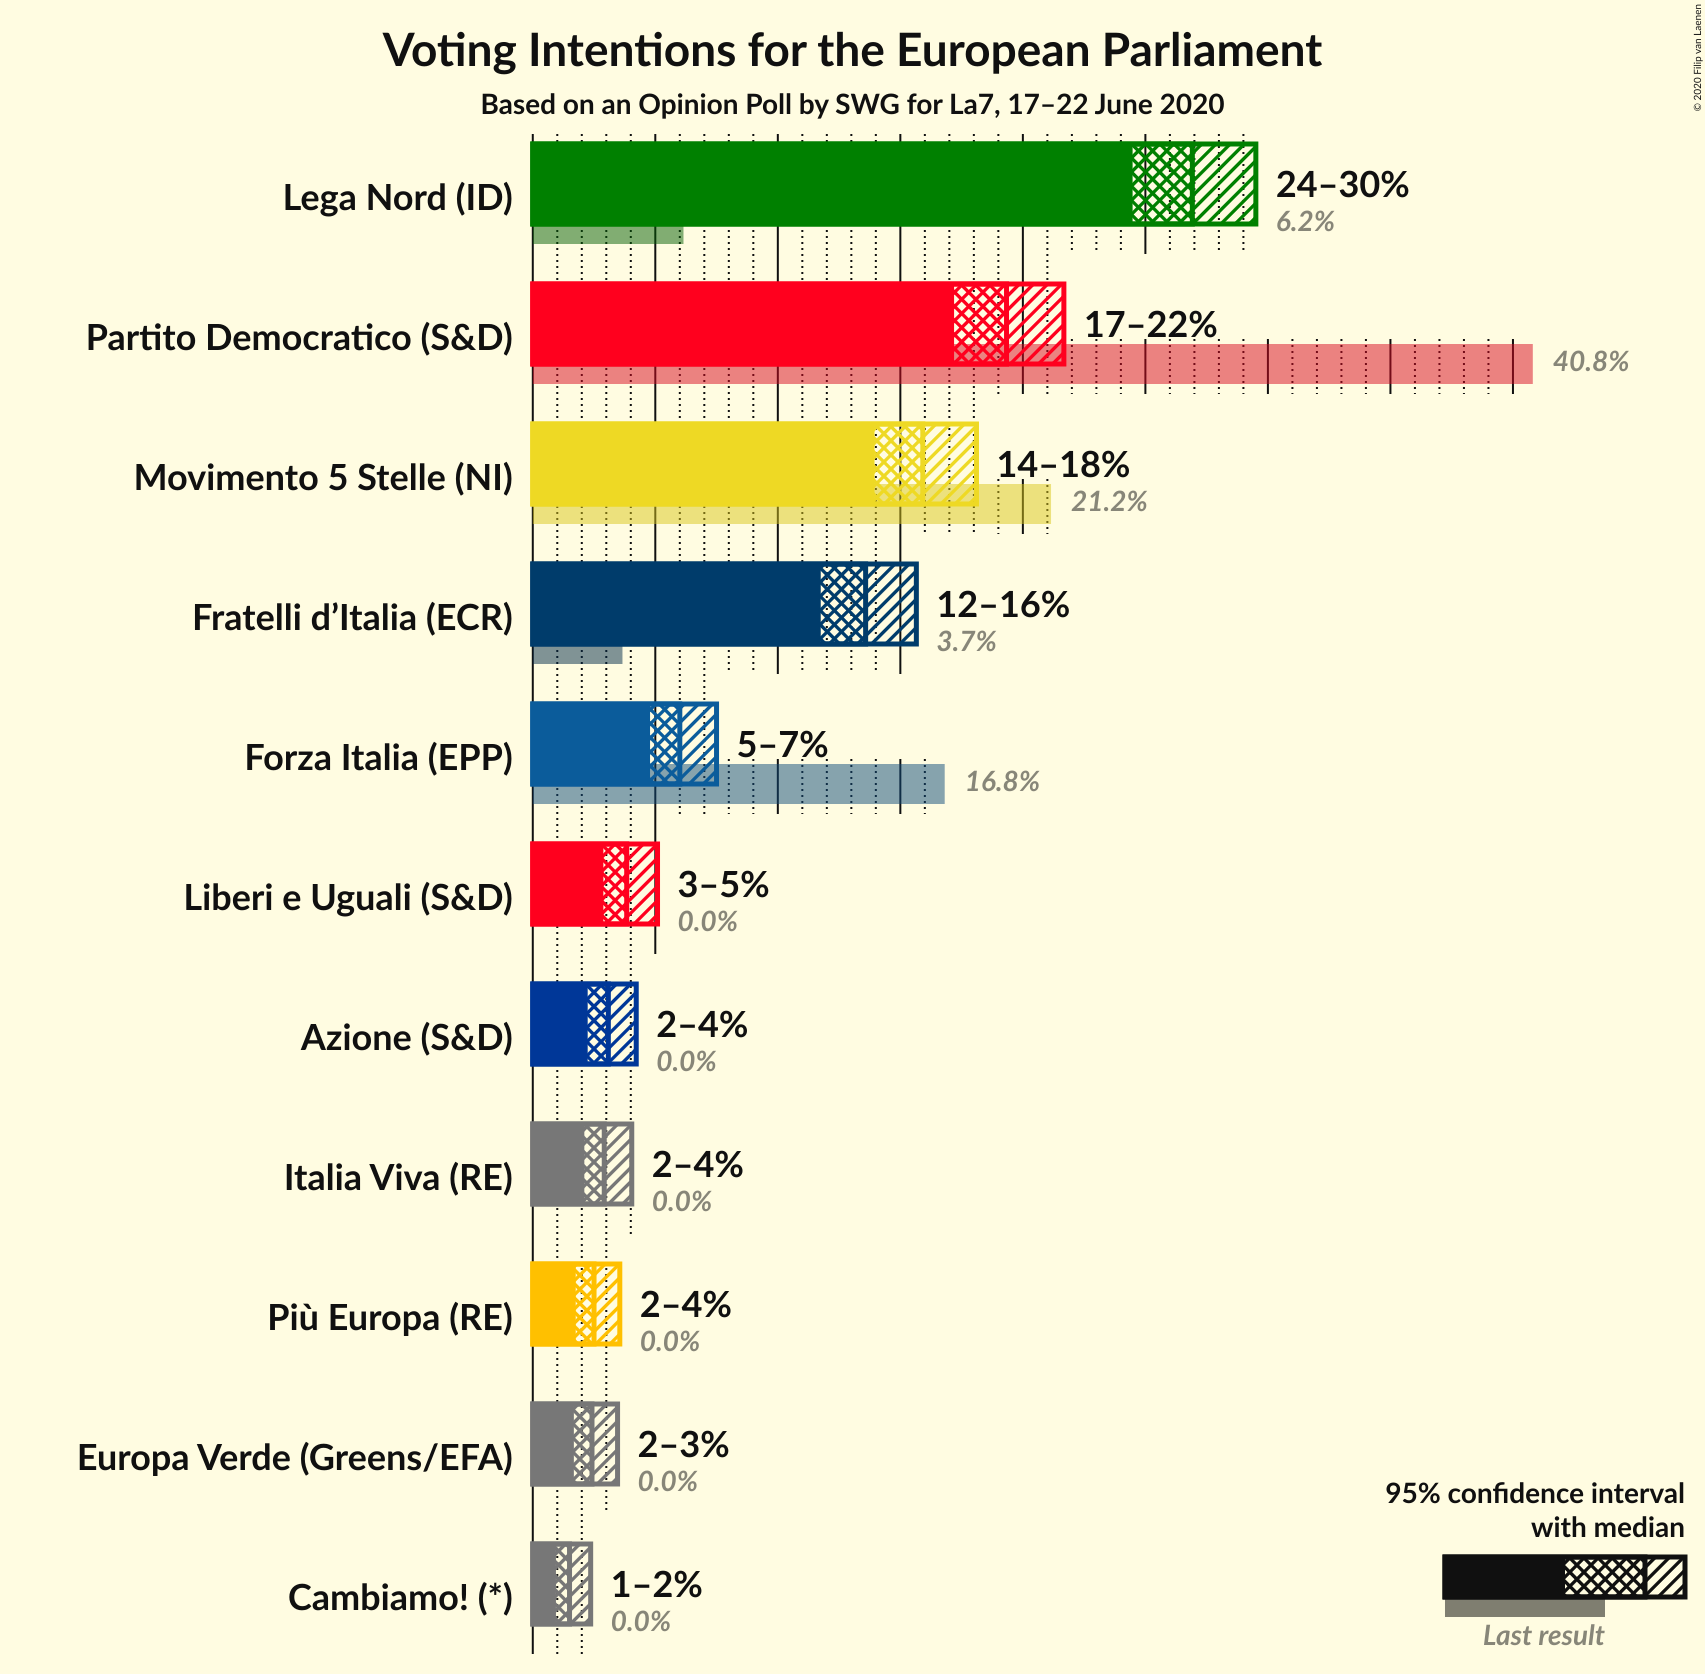 Voting Intentions for the European Parliament
Based on an Opinion Poll by SWG for La7, 17–22 June 2020
© 2020 Filip van Laenen
Lega Nord (ID)
24–30%
6.2%
Partito Democratico (S&D)
17–22%
40.8%
Movimento 5 Stelle (NI)
14–18%
21.2%
Fratelli d’Italia (ECR)
12–16%
3.7%
Forza Italia (EPP)
5–7%
16.8%
Liberi e Uguali (S&D)
3–5%
0.0%
Azione (S&D)
2–4%
0.0%
Italia Viva (RE)
2–4%
0.0%
Più Europa (RE)
2–4%
0.0%
Europa Verde (Greens/EFA)
2–3%
0.0%
Cambiamo! (*)
1–2%
0.0%
95% confidence interval
with median
Last result